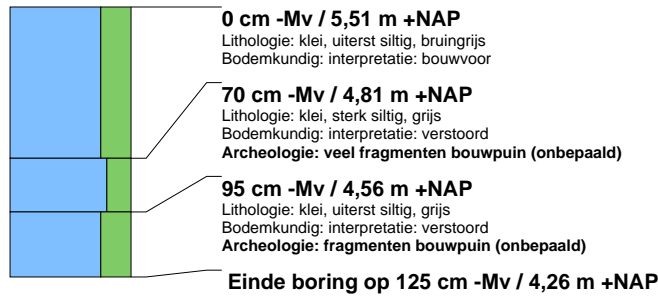 0 cm -Mv / 5,51 m +NAP
Lithologie: klei, uiterst siltig, bruingrijs
Bodemkundig: interpretatie: bouwvoor
70 cm -Mv / 4,81 m +NAP
Lithologie: klei, sterk siltig, grijs
Bodemkundig: interpretatie: verstoord
Archeologie: veel fragmenten bouwpuin (onbepaald)
95 cm -Mv / 4,56 m +NAP
Lithologie: klei, uiterst siltig, grijs
Bodemkundig: interpretatie: verstoord
Archeologie: fragmenten bouwpuin (onbepaald)
Einde boring op 125 cm -Mv / 4,26 m +NAP